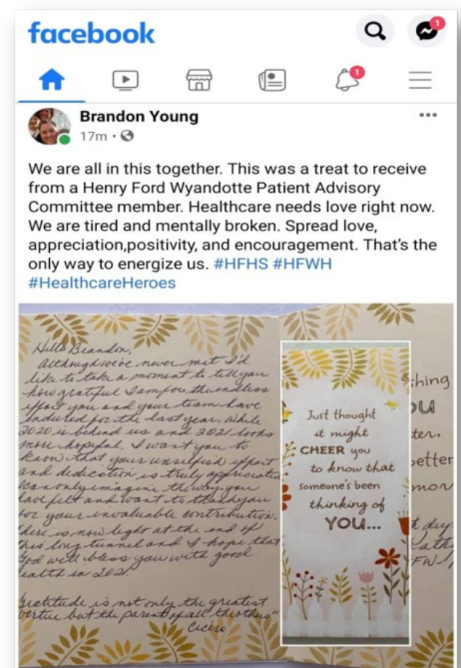 facebook
1
1
Brandon Young
17m
We are all in this together. This was a treat to receive
from a Henry Ford Wyandotte Patient Advisory
Committee member. Healthcare needs love right now.
We are tired and mentally broken. Spread love,
appreciation,positivity, and encouragement. That's the
only way to energize us. #HFHS #HFWH
#HealthcareHeroes
Hello Brandon,
Although we've never met I'd
like to take a moment to tell you
how grateful I am for the endless
effort you and your team have
endured for the last year. While
2020 is behind us and 2021 looks
more hopeful, I want you to
know that your unselfish effort
and dedication is truly appreciated.
can only imagine the way you
have felt and want to thank you
for your invaluable contribution.
There is now light at the end of
this long tunnel and I hope that
God will bless you with good
health in 2021.
Gratitude is not only the greatest
virtue but the parent of all the others"
Cicero
Just thought
it might
CHEER you
to know that
someone's been
thinking of
YOU...